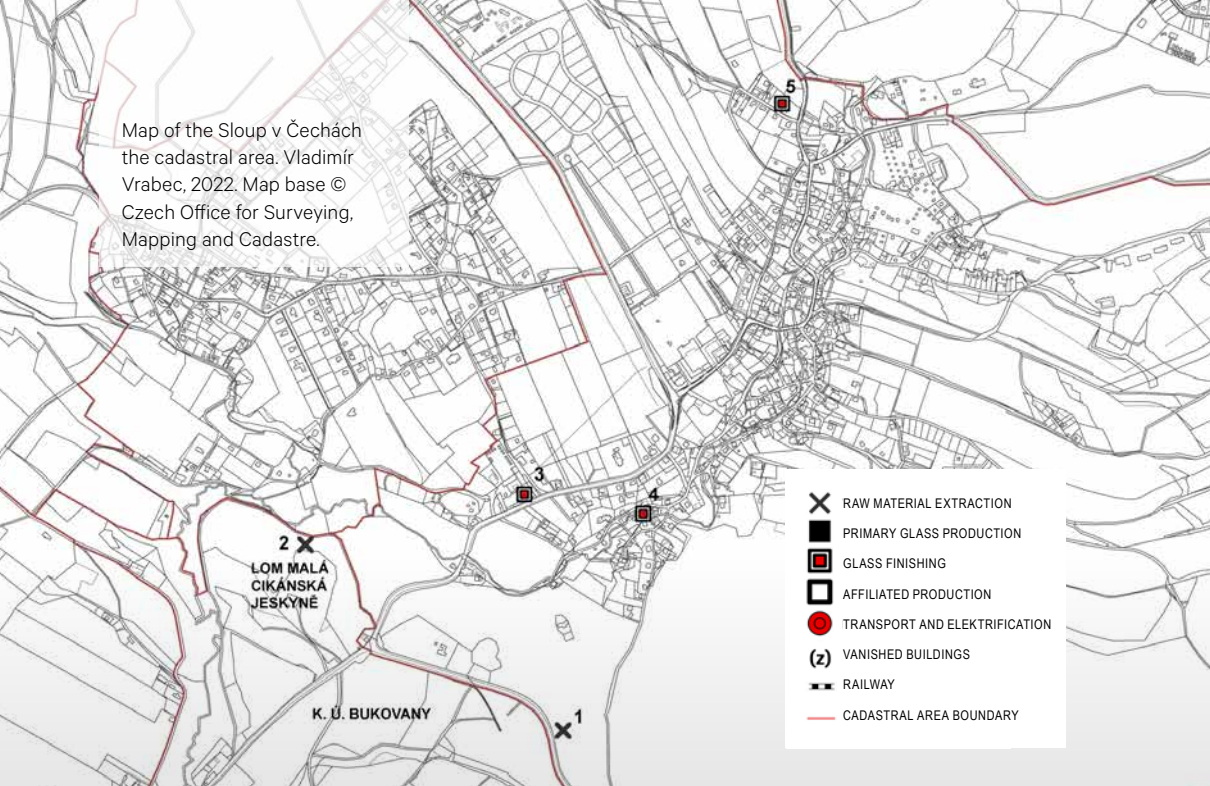 Map of the Sloup v Čechách
the cadastral area. Vladimír
Vrabec, 2022. Map base ©
Czech Office for Surveying,
Mapping and Cadastre.
5
3
4
2
LOM MALÁ
CIKÁNSKÁ
JESKYNĚ
K. Ú. BUKOVANY
1
RAW MATERIAL EXTRACTION
PRIMARY GLASS PRODUCTION
GLASS FINISHING
AFFILIATED PRODUCTION
TRANSPORT AND ELEKTRIFICATION
(z) VANISHED BUILDINGS
RAILWAY
CADASTRAL AREA BOUNDARY